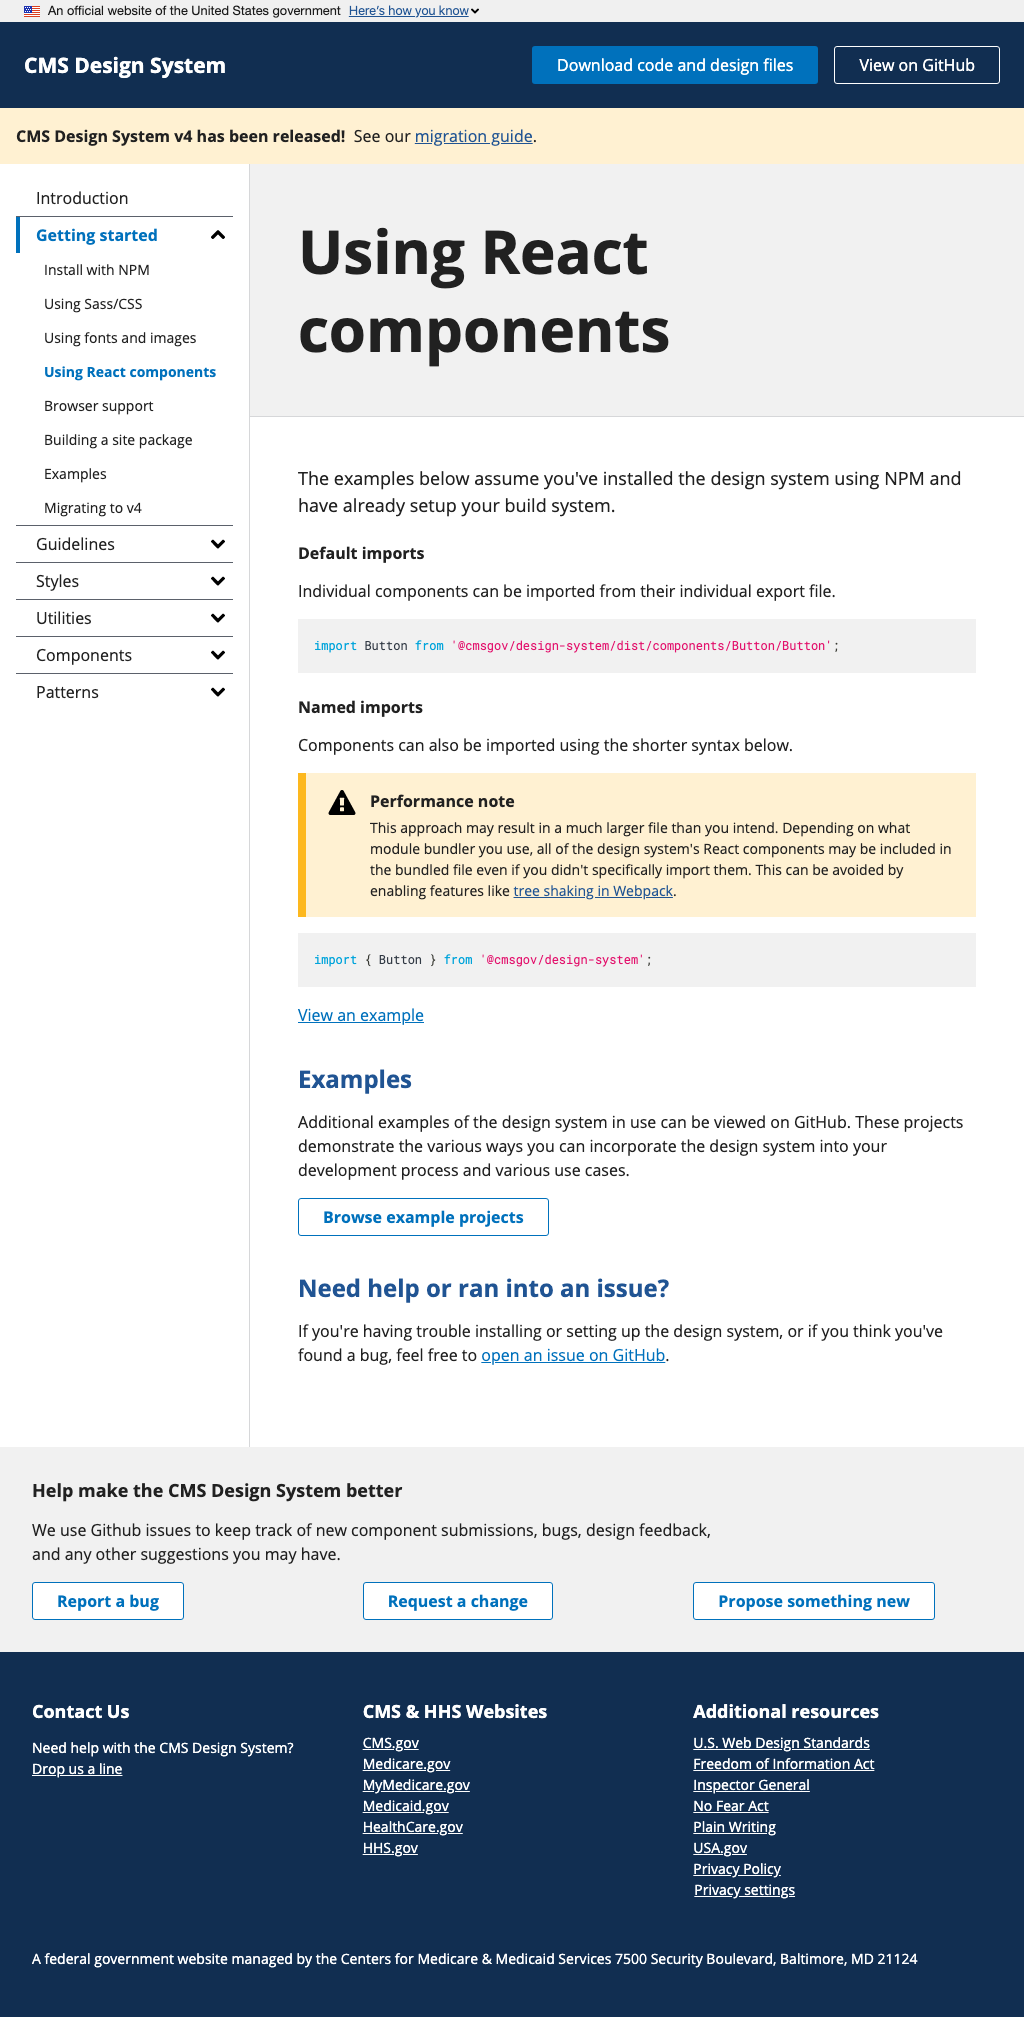 An official website of the United States government Here's how you know
CMS Design System
Download code and design files
View on GitHub
CMS Design System v4 has been released! See our migration guide.
Introduction
Getting started
Install with NPM
Using Sass/CSS
Using fonts and images
Using React components
Browser support
Building a site package
Examples
Migrating to v4
Guidelines
Styles
Utilities
Components
Patterns
Using React
components
The examples below assume you've installed the design system using NPM and
have already setup your build system.
Default imports
Individual components can be imported from their individual export file.
import Button from '@cmsgov/design-system/dist/components/Button/Button';
Named imports
Components can also be imported using the shorter syntax below.
Performance note
This approach may result in a much larger file than you intend. Depending on what
module bundler you use, all of the design system's React components may be included in
the bundled file even if you didn't specifically import them. This can be avoided by
enabling features like tree shaking in Webpack.
import { Button } from '@cmsgov/design-system';
View an example
Examples
Additional examples of the design system in use can be viewed on GitHub. These projects
demonstrate the various ways you can incorporate the design system into your
development process and various use cases.
Browse example projects
Need help or ran into an issue?
If you're having trouble installing or setting up the design system, or if you think you've
found a bug, feel free to open an issue on GitHub.
Help make the CMS Design System better
We use Github issues to keep track of new component submissions, bugs, design feedback,
and any other suggestions you may have.
Report a bug
Request a change
Propose something new
Contact Us
Need help with the CMS Design System?
Drop us a line
CMS & HHS Websites
CMS.gov
Medicare.gov
MyMedicare.gov
Medicaid.gov
HealthCare.gov
HHS.gov
Additional resources
U.S. Web Design Standards
Freedom of Information Act
Inspector General
No Fear Act
Plain Writing
USA.gov
Privacy Policy
Privacy settings
A federal government website managed by the Centers for Medicare & Medicaid Services 7500 Security Boulevard, Baltimore, MD 21124